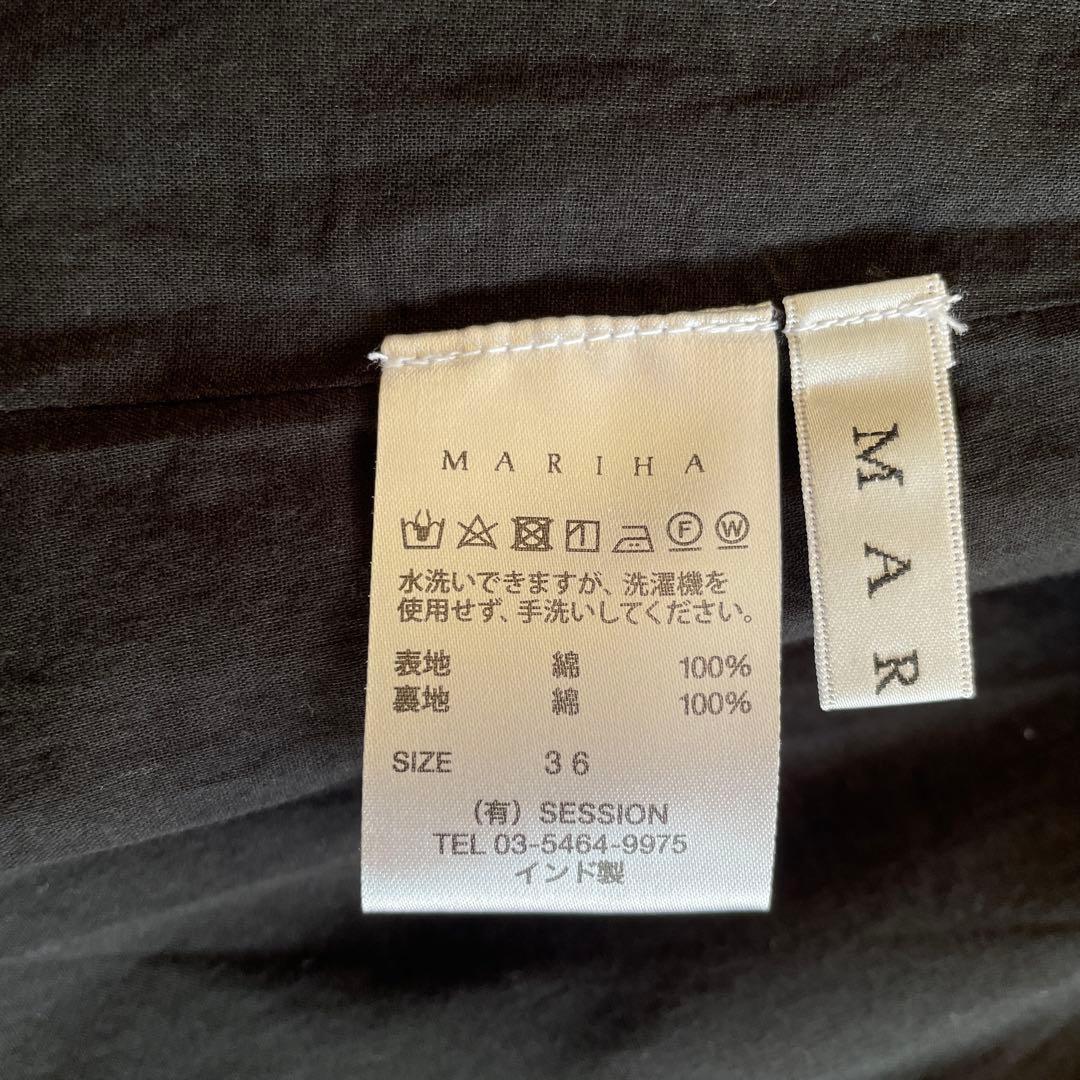 MARIHA
F W
水洗いできますが、洗濯機を
使用せず、手洗いしてください。
表地 綿 100%
裏地 綿 100%
SIZE 36
(有) SESSION
TEL 03-5464-9975
インド製
MAR